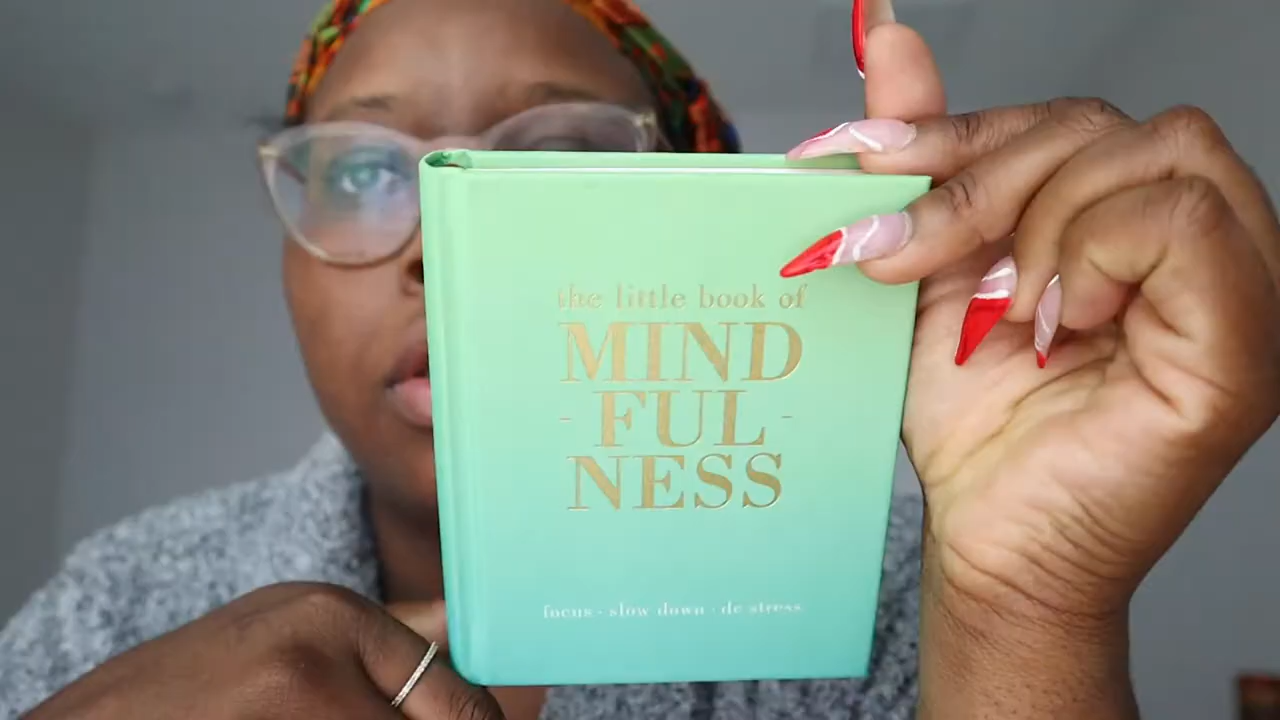 the little book of
MIND
-FUL-
NESS
focus · slow down · de-stress